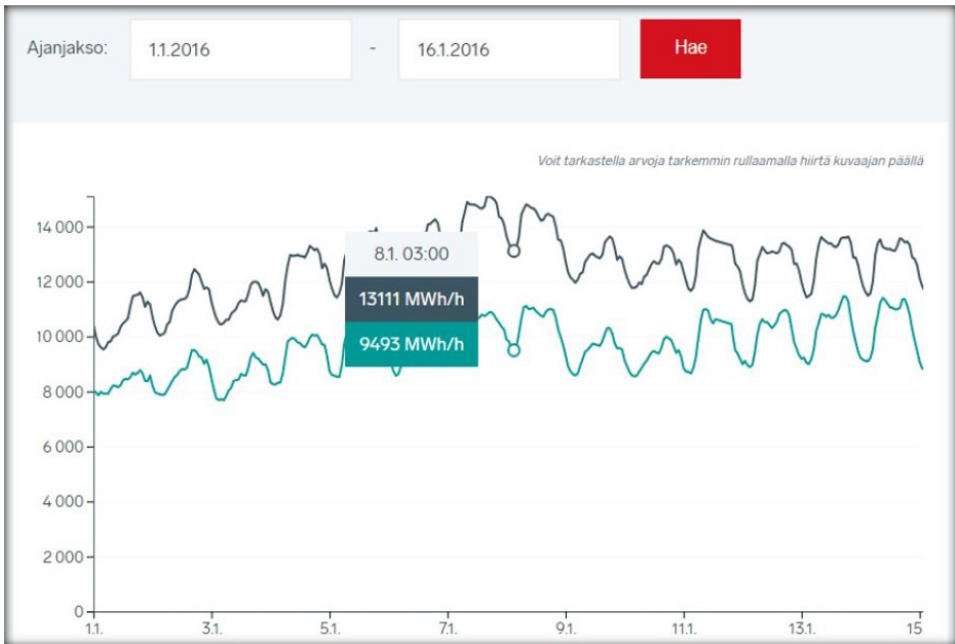 Ajanjakso: 1.1.2016 - 16.1.2016 Hae
Voit tarkastella arvoja tarkemmin rullaamalla hiirtä kuvaajan päällä
14 000
12 000
10 000
8 000
6 000
4 000
2 000
0
8.1. 03:00
13111 MWh/h
9493 MWh/h
1.1. 3.1. 5.1. 7.1. 9.1. 11.1. 13.1. 15